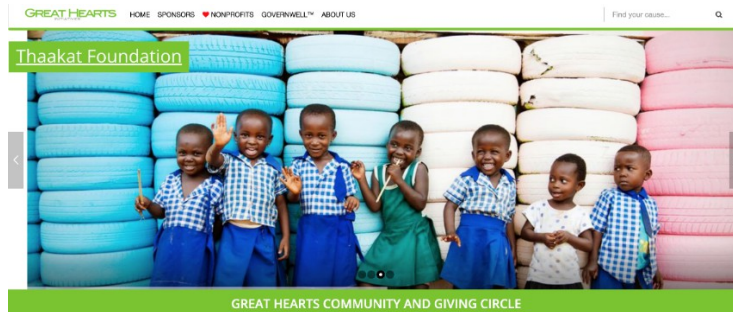 GREAT HEARTS HOME SPONSORS NONPROFITS GOVERNWELL™ ABOUT US Find your cause...
Thaakat Foundation
GREAT HEARTS COMMUNITY AND GIVING CIRCLE